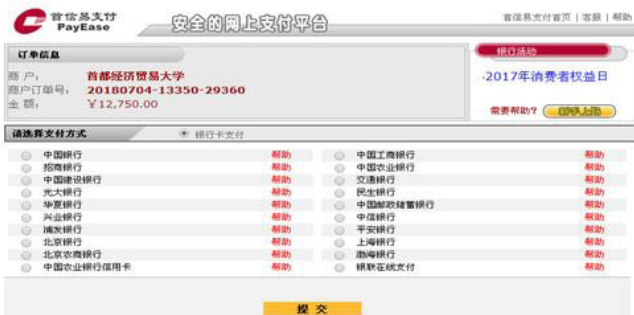 首信易支付
PayEase
安全的网上支付平台
首信易支付首页 | 客服 | 帮助
订单信息
商 户:
首都经济贸易大学
商户订单号:
20180704-13350-29360
金 额:
￥12,750.00
银行活动
·2017年消费者权益日
需要帮助?
请选择支付方式
银行卡支付
中国银行 帮助 中国工商银行 帮助
招商银行 帮助 中国农业银行 帮助
中国建设银行 帮助 交通银行 帮助
光大银行 帮助 民生银行 帮助
华夏银行 帮助 中国邮政储蓄银行 帮助
兴业银行 帮助 中信银行 帮助
浦发银行 帮助 平安银行 帮助
北京银行 帮助 上海银行 帮助
北京农商银行 帮助 渤海银行 帮助
中国农业银行信用卡 帮助 银联在线支付 帮助
提 交